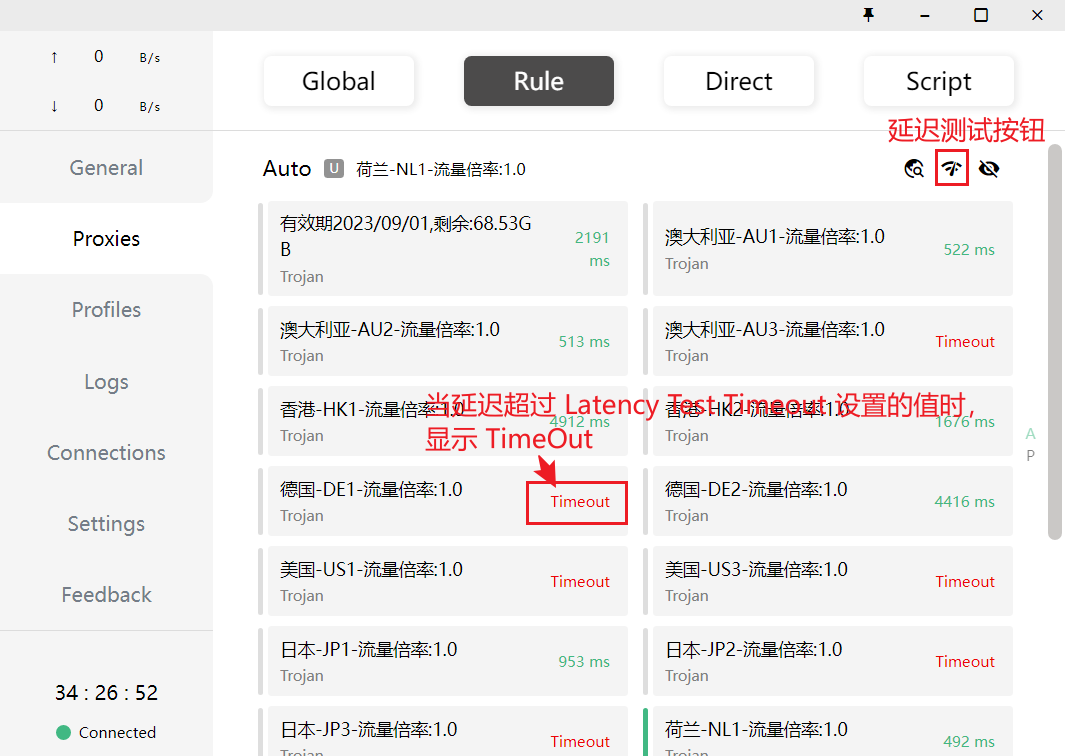 ↑ 0 B/s
↓ 0 B/s
General
Proxies
Profiles
Logs
Connections
Settings
Feedback
34 : 26 : 52
Connected
Global
Rule
Direct
Script
延迟测试按钮
Auto U 荷兰-NL1-流量倍率:1.0
有效期2023/09/01,剩余:68.53G
B
Trojan
2191
ms
澳大利亚-AU1-流量倍率:1.0
Trojan
522 ms
澳大利亚-AU2-流量倍率:1.0
Trojan
513 ms
澳大利亚-AU3-流量倍率:1.0
Trojan
Timeout
香港-HK1-流量倍率:1.0
Trojan
4912 ms
香港-HK2-流量倍率:1.0
Trojan
1676 ms
当延迟超过 Latency Test Timeout 设置的值时,
显示 TimeOut
A
P
德国-DE1-流量倍率:1.0
Trojan
Timeout
德国-DE2-流量倍率:1.0
Trojan
4416 ms
美国-US1-流量倍率:1.0
Trojan
Timeout
美国-US3-流量倍率:1.0
Trojan
Timeout
日本-JP1-流量倍率:1.0
Trojan
953 ms
日本-JP2-流量倍率:1.0
Trojan
Timeout
日本-JP3-流量倍率:1.0
Trojan
Timeout
荷兰-NL1-流量倍率:1.0
Trojan
492 ms